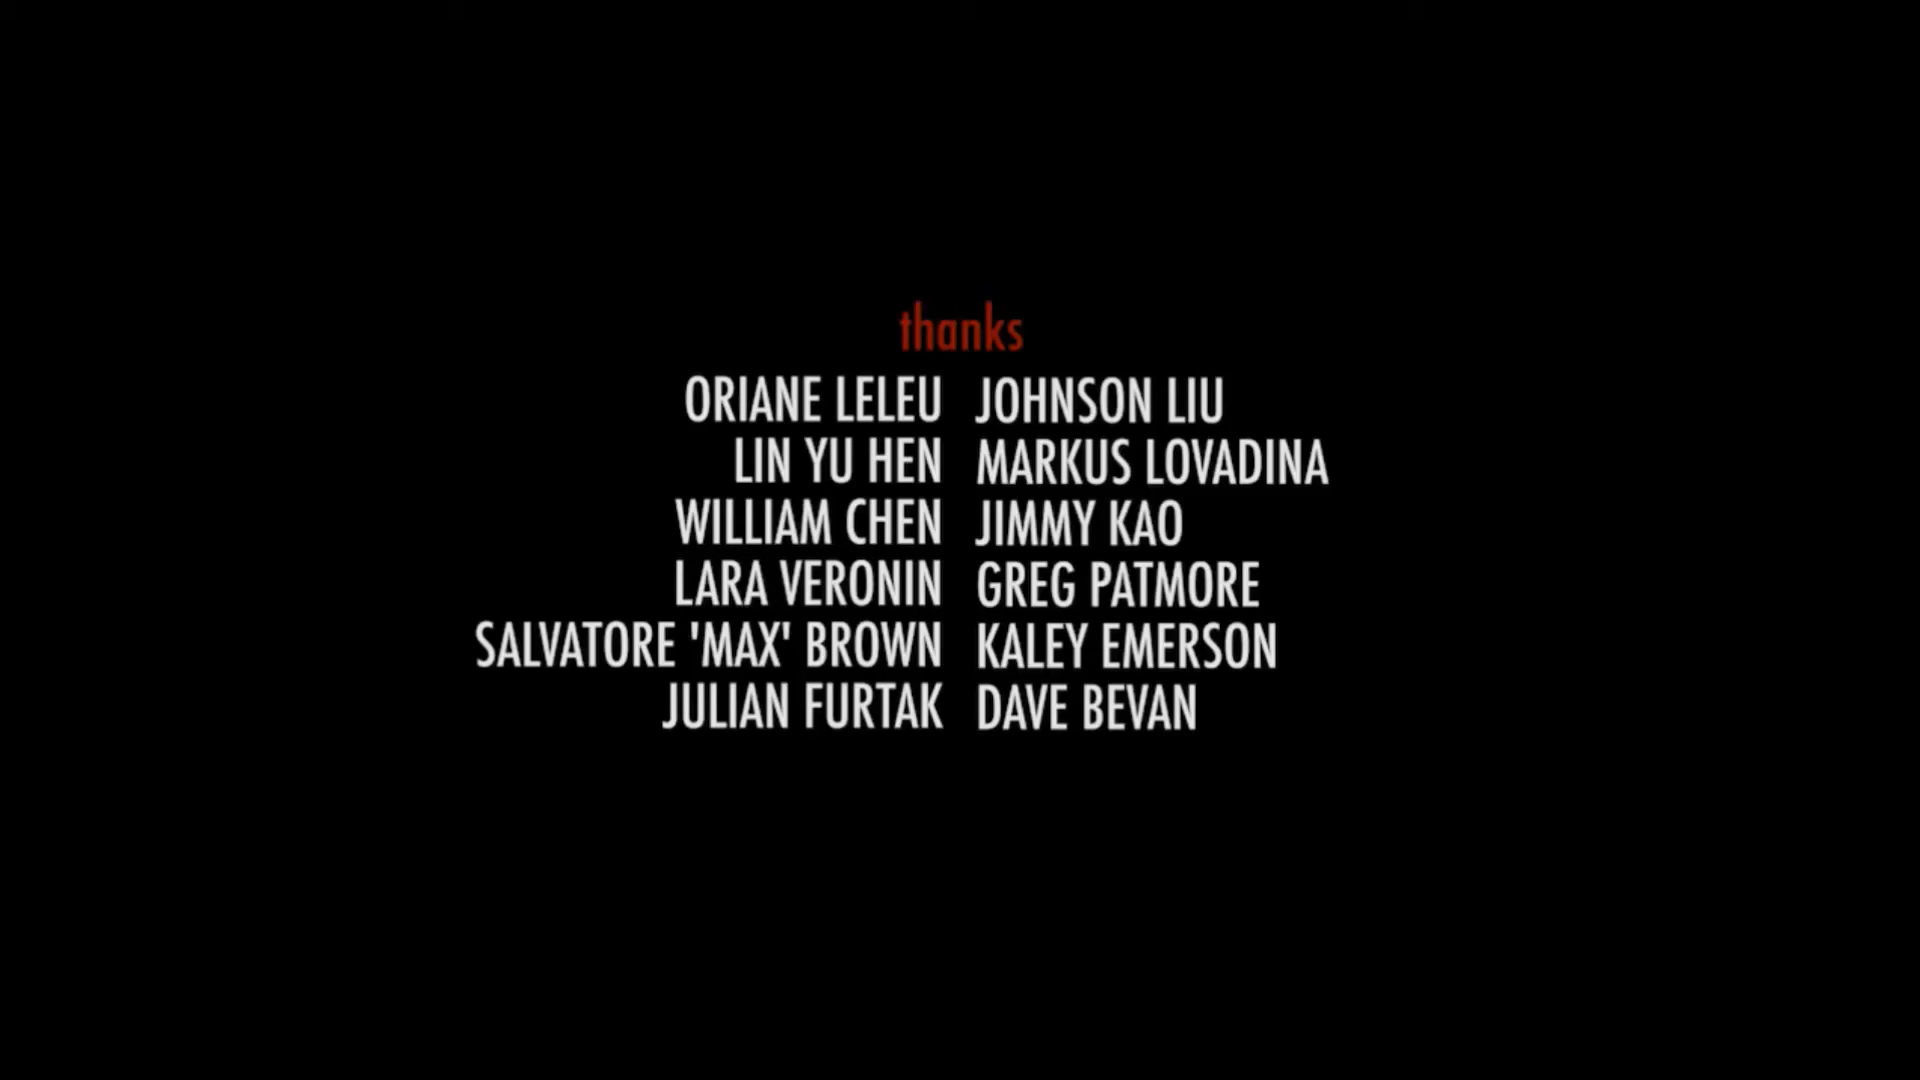 thanks
ORIANE LELEU JOHNSON LIU
LIN YU HEN MARKUS LOVADINA
WILLIAM CHEN JIMMY KAO
LARA VERONIN GREG PATMORE
SALVATORE 'MAX' BROWN KALEY EMERSON
JULIAN FURTAK DAVE BEVAN